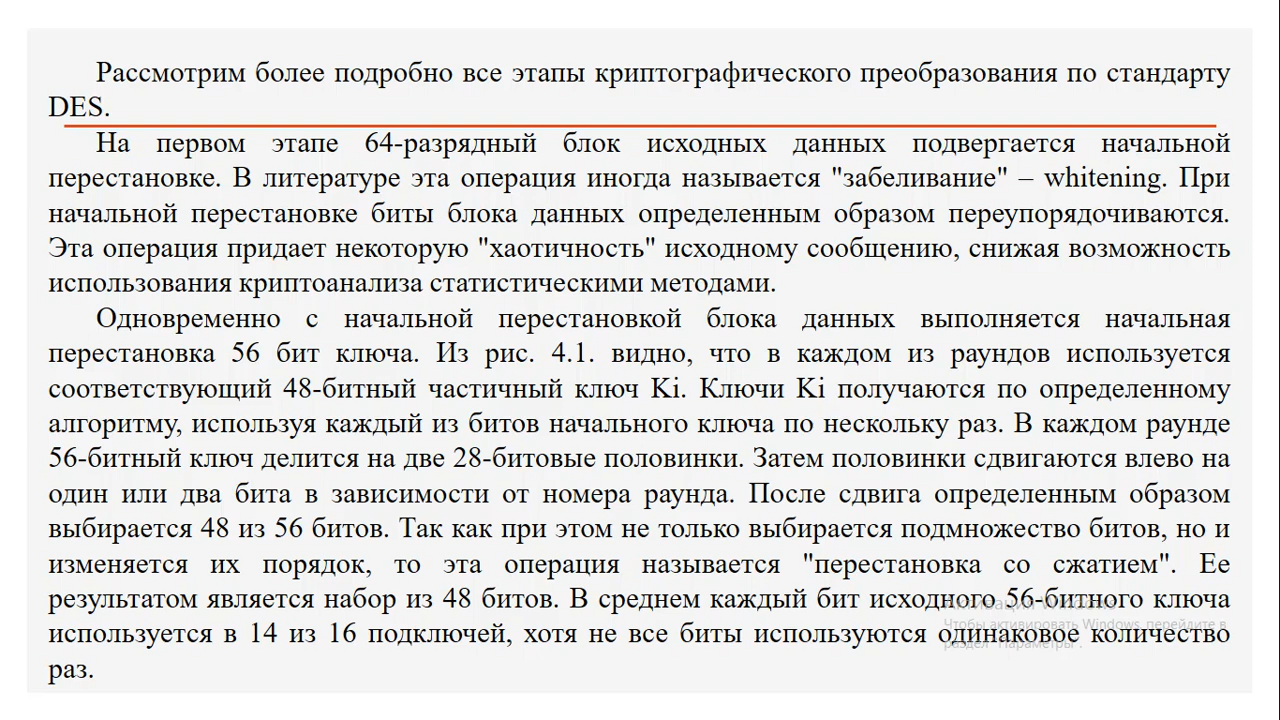 Рассмотрим более подробно все этапы криптографического преобразования по стандарту
DES.
На первом этапе 64-разрядный блок исходных данных подвергается начальной
перестановке. В литературе эта операция иногда называется "забеливание" – whitening. При
начальной перестановке биты блока данных определенным образом переупорядочиваются.
Эта операция придает некоторую "хаотичность" исходному сообщению, снижая возможность
использования криптоанализа статистическими методами.
Одновременно с начальной перестановкой блока данных выполняется начальная
перестановка 56 бит ключа. Из рис. 4.1. видно, что в каждом из раундов используется
соответствующий 48-битный частичный ключ Ki. Ключи Ki получаются по определенному
алгоритму, используя каждый из битов начального ключа по нескольку раз. В каждом раунде
56-битный ключ делится на две 28-битовые половинки. Затем половинки сдвигаются влево на
один или два бита в зависимости от номера раунда. После сдвига определенным образом
выбирается 48 из 56 битов. Так как при этом не только выбирается подмножество битов, но и
изменяется их порядок, то эта операция называется "перестановка со сжатием". Ее
результатом является набор из 48 битов. В среднем каждый бит исходного 56-битного ключа
используется в 14 из 16 подключей, хотя не все биты используются одинаковое количество
раз.
Активация Windows
Чтобы активировать Windows, перейдите в
раздел "Параметры".